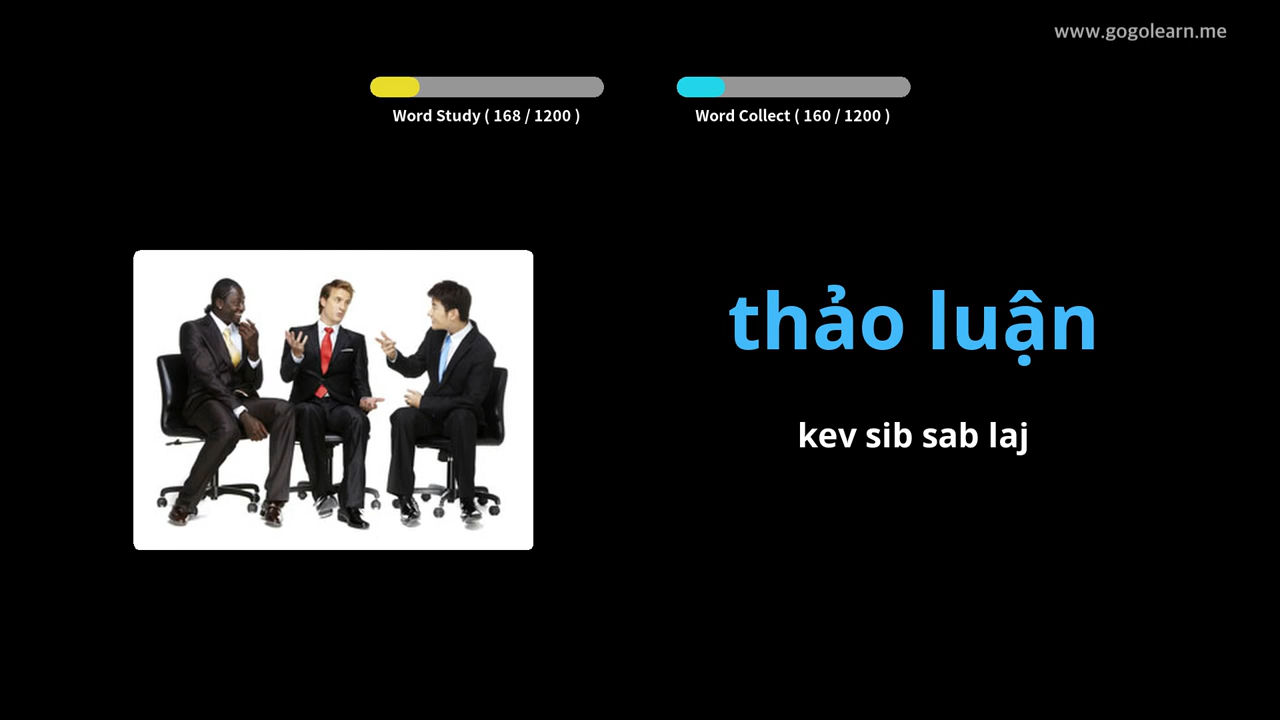 www.gogolearn.me
Word Study ( 168 / 1200 )
Word Collect ( 160 / 1200 )
thảo luận
kev sib sab laj